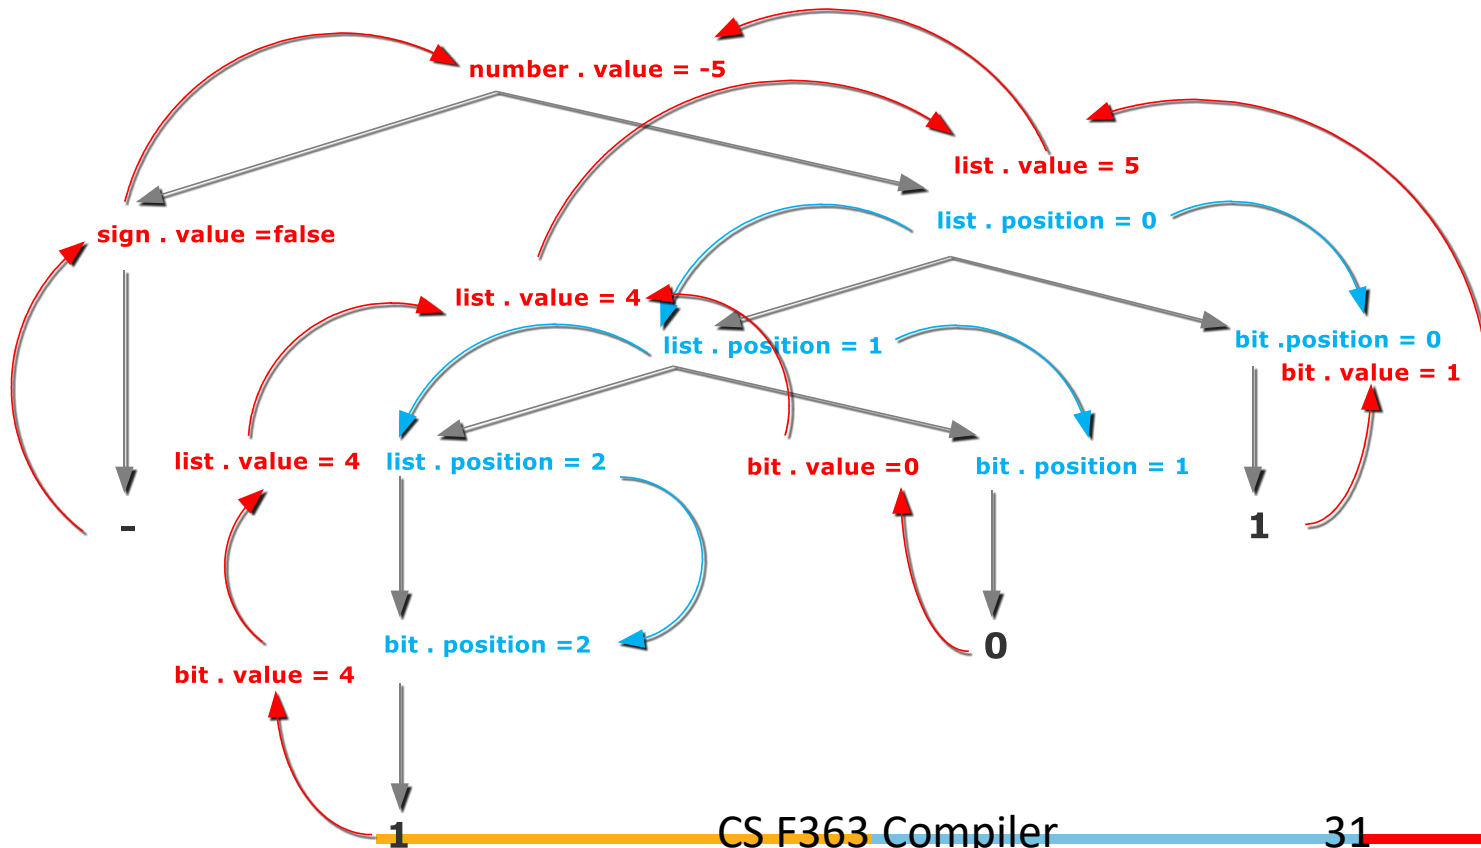 number . value = -5
list . value = 5
list . position = 0
sign . value =false
list . value = 4
list . position = 1
bit .position = 0
bit . value = 1
list . value = 4
list . position = 2
bit . value =0
bit . position = 1
-
1
bit . position =2
0
bit . value = 4
1
CS F363 Compiler
31